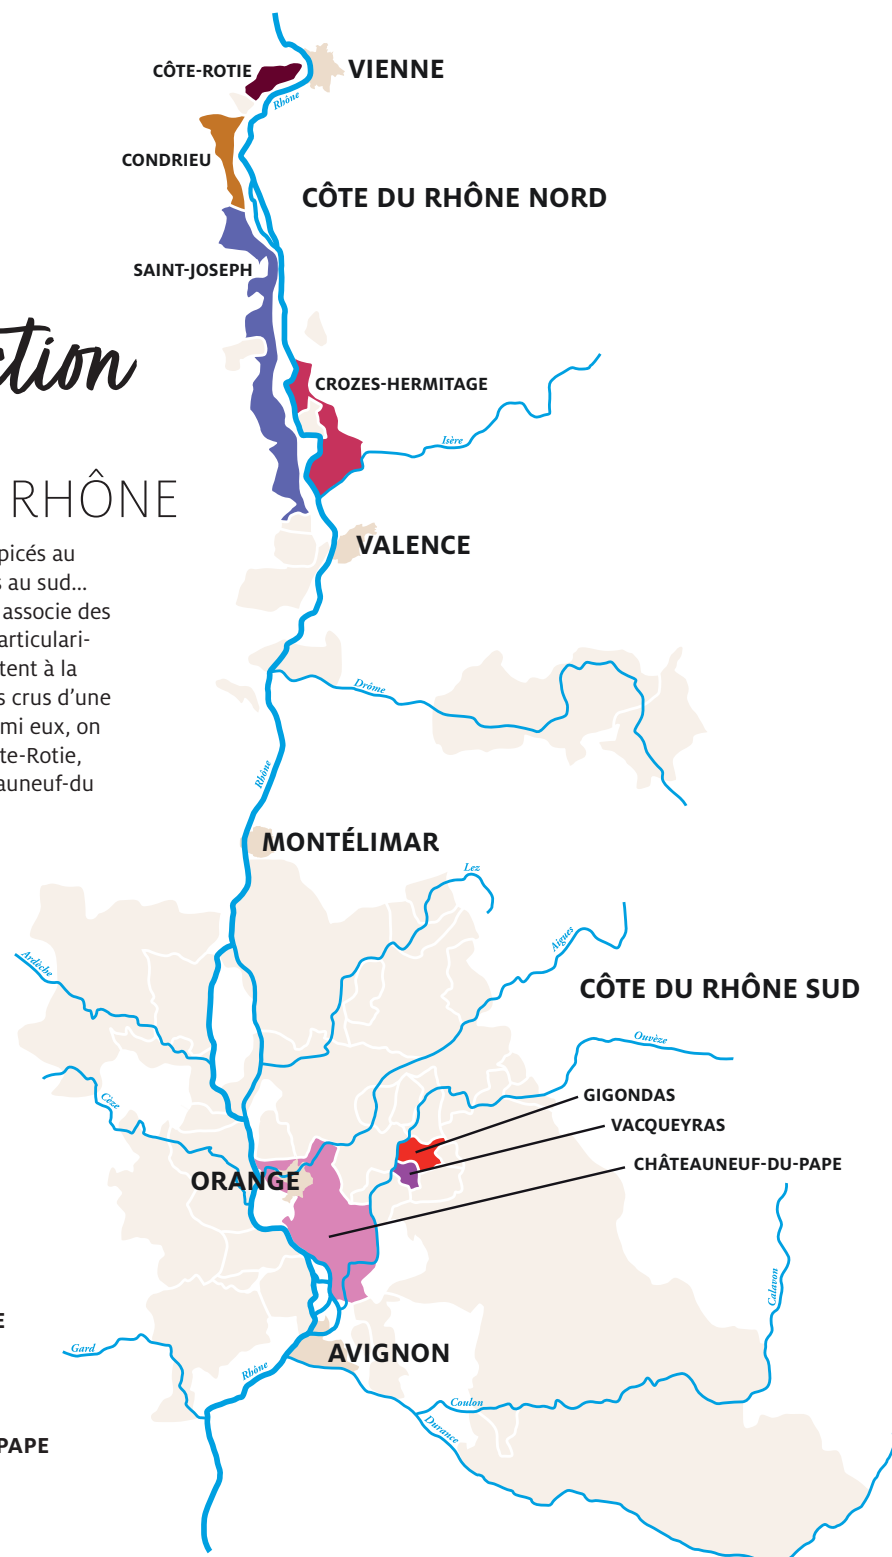 VIENNE
CÔTE-ROTIE
Rhône
CONDRIEU
CÔTE DU RHÔNE NORD
SAINT-JOSEPH
ction
CROZES-HERMITAGE
Isère
RHÔNE
picés au
s au sud...
associe des
articulari-
tent à la
s crus d’une
mi eux, on
te-Rotie,
auneuf-du
VALENCE
Drôme
Rhône
MONTÉLIMAR
Lez
Aigues
Ardèche
CÔTE DU RHÔNE SUD
Ouvèze
Cèze
GIGONDAS
VACQUEYRAS
CHÂTEAUNEUF-DU-PAPE
ORANGE
Calavon
E
Gard
AVIGNON
Rhône
Coulon
Durance
PAPE